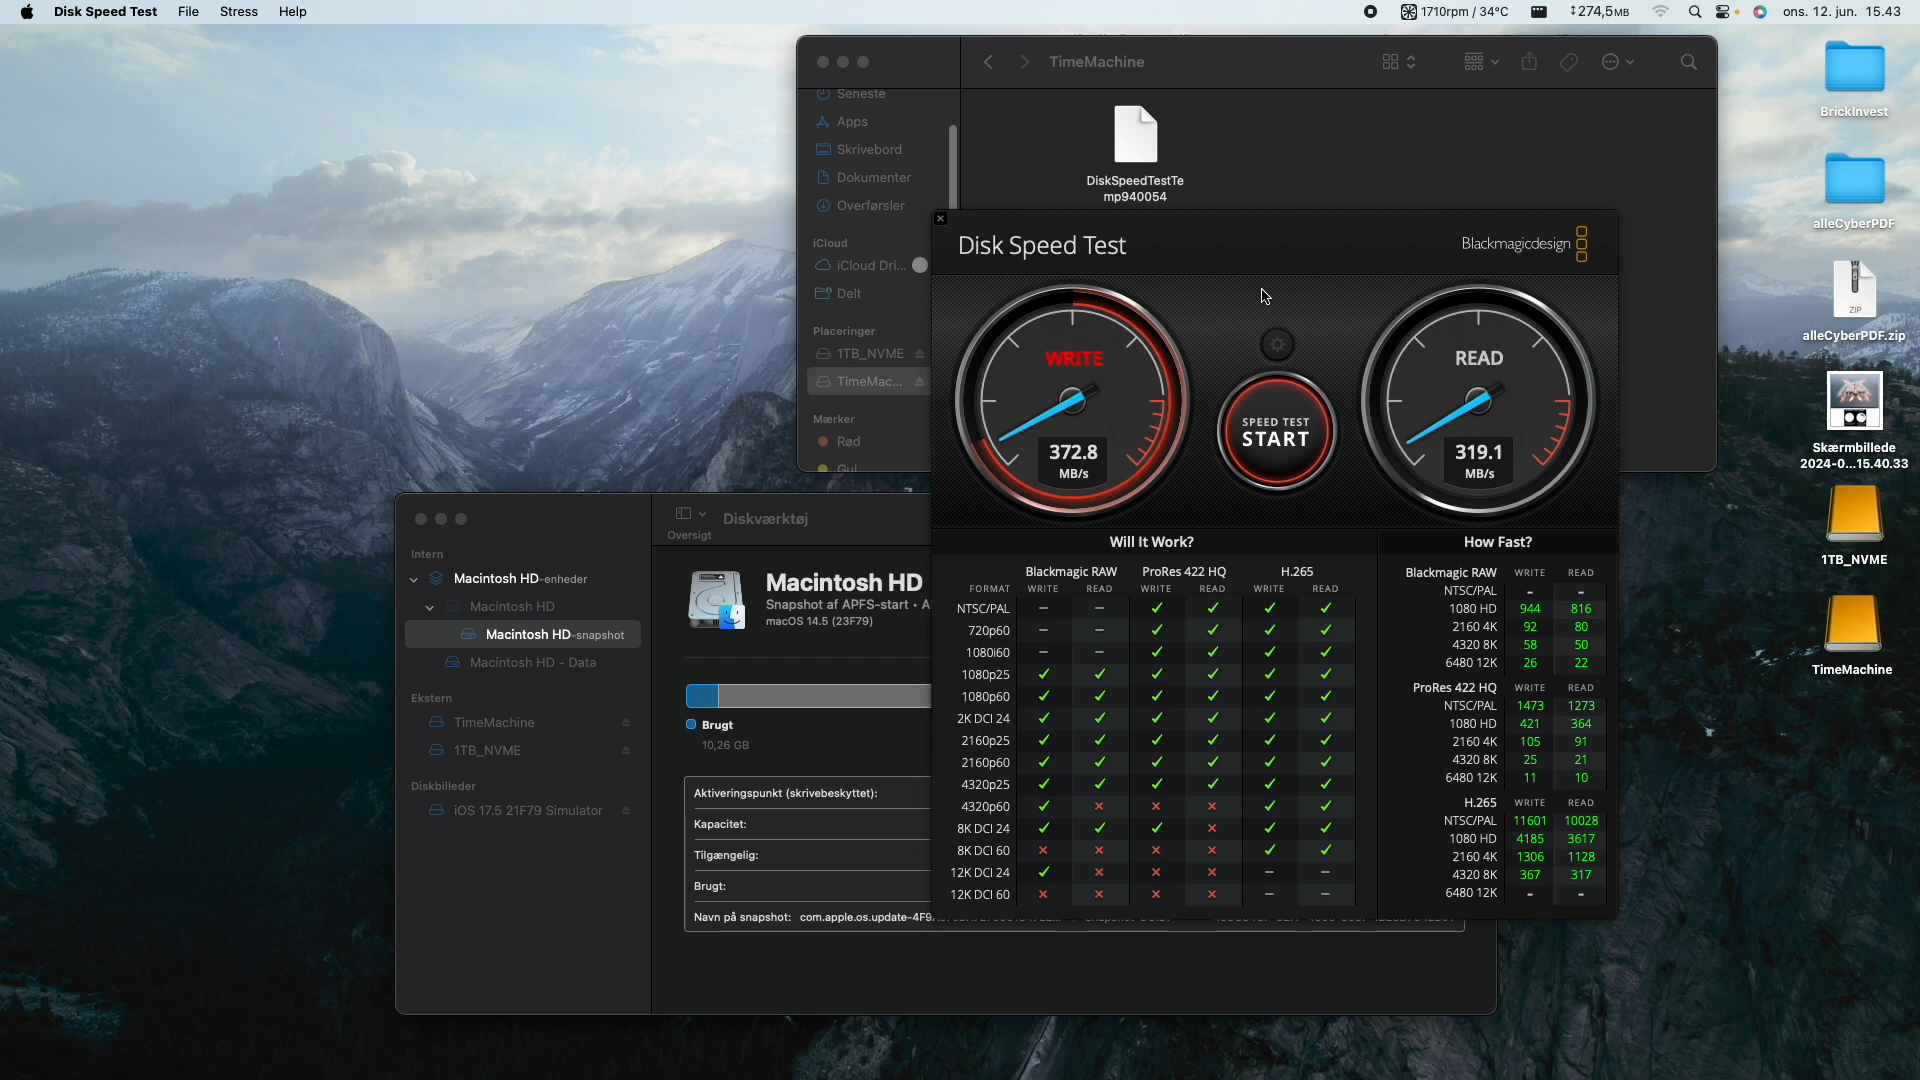 Disk Speed Test File Stress Help
1710rpm / 34°C 274,5MB ons. 12. jun. 15.43
TimeMachine
Seneste
Apps
Skrivebord
Dokumenter
Overførsler
iCloud
iCloud Dri...
Delt
Placeringer
1TB_NVME
TimeMac...
Mærker
Rød
Gul
DiskSpeedTestTe
mp940054
BrickInvest
alleCyberPDF
ZIP
alleCyberPDF.zip
Skærmbillede
2024-0...15.40.33
1TB_NVME
TimeMachine
Disk Speed Test
Blackmagicdesign
WRITE
372.8
MB/s
SPEED TEST
START
READ
319.1
MB/s
Will It Work?
Blackmagic RAW ProRes 422 HQ H.265
FORMAT WRITE READ WRITE READ WRITE READ
NTSC/PAL – – ✓ ✓ ✓ ✓
720p60 – – ✓ ✓ ✓ ✓
1080i60 – – ✓ ✓ ✓ ✓
1080p25 ✓ ✓ ✓ ✓ ✓ ✓
1080p60 ✓ ✓ ✓ ✓ ✓ ✓
2K DCI 24 ✓ ✓ ✓ ✓ ✓ ✓
2160p25 ✓ ✓ ✓ ✓ ✓ ✓
2160p60 ✓ ✓ ✓ ✓ ✓ ✓
4320p25 ✓ ✓ ✓ ✓ ✓ ✓
4320p60 ✓ × × × ✓ ✓
8K DCI 24 ✓ ✓ ✓ × ✓ ✓
8K DCI 60 × × × × ✓ ✓
12K DCI 24 ✓ × × × – –
12K DCI 60 × × × × – –
How Fast?
Blackmagic RAW WRITE READ
NTSC/PAL - -
1080 HD 944 816
2160 4K 92 80
4320 8K 58 50
6480 12K 26 22
ProRes 422 HQ WRITE READ
NTSC/PAL 1473 1273
1080 HD 421 364
2160 4K 105 91
4320 8K 25 21
6480 12K 11 10
H.265 WRITE READ
NTSC/PAL 11601 10028
1080 HD 4185 3617
2160 4K 1306 1128
4320 8K 367 317
6480 12K - -
Intern
Macintosh HD-enheder
Macintosh HD
Macintosh HD-snapshot
Macintosh HD - Data
Ekstern
TimeMachine
1TB_NVME
Diskbilleder
iOS 17.5 21F79 Simulator
Oversigt
Diskværktøj
Macintosh HD
Snapshot af APFS-start • A
macOS 14.5 (23F79)
Brugt
10,26 GB
Aktiveringspunkt (skrivebeskyttet):
Kapacitet:
Tilgængelig:
Brugt:
Navn på snapshot: com.apple.os.update-4F9